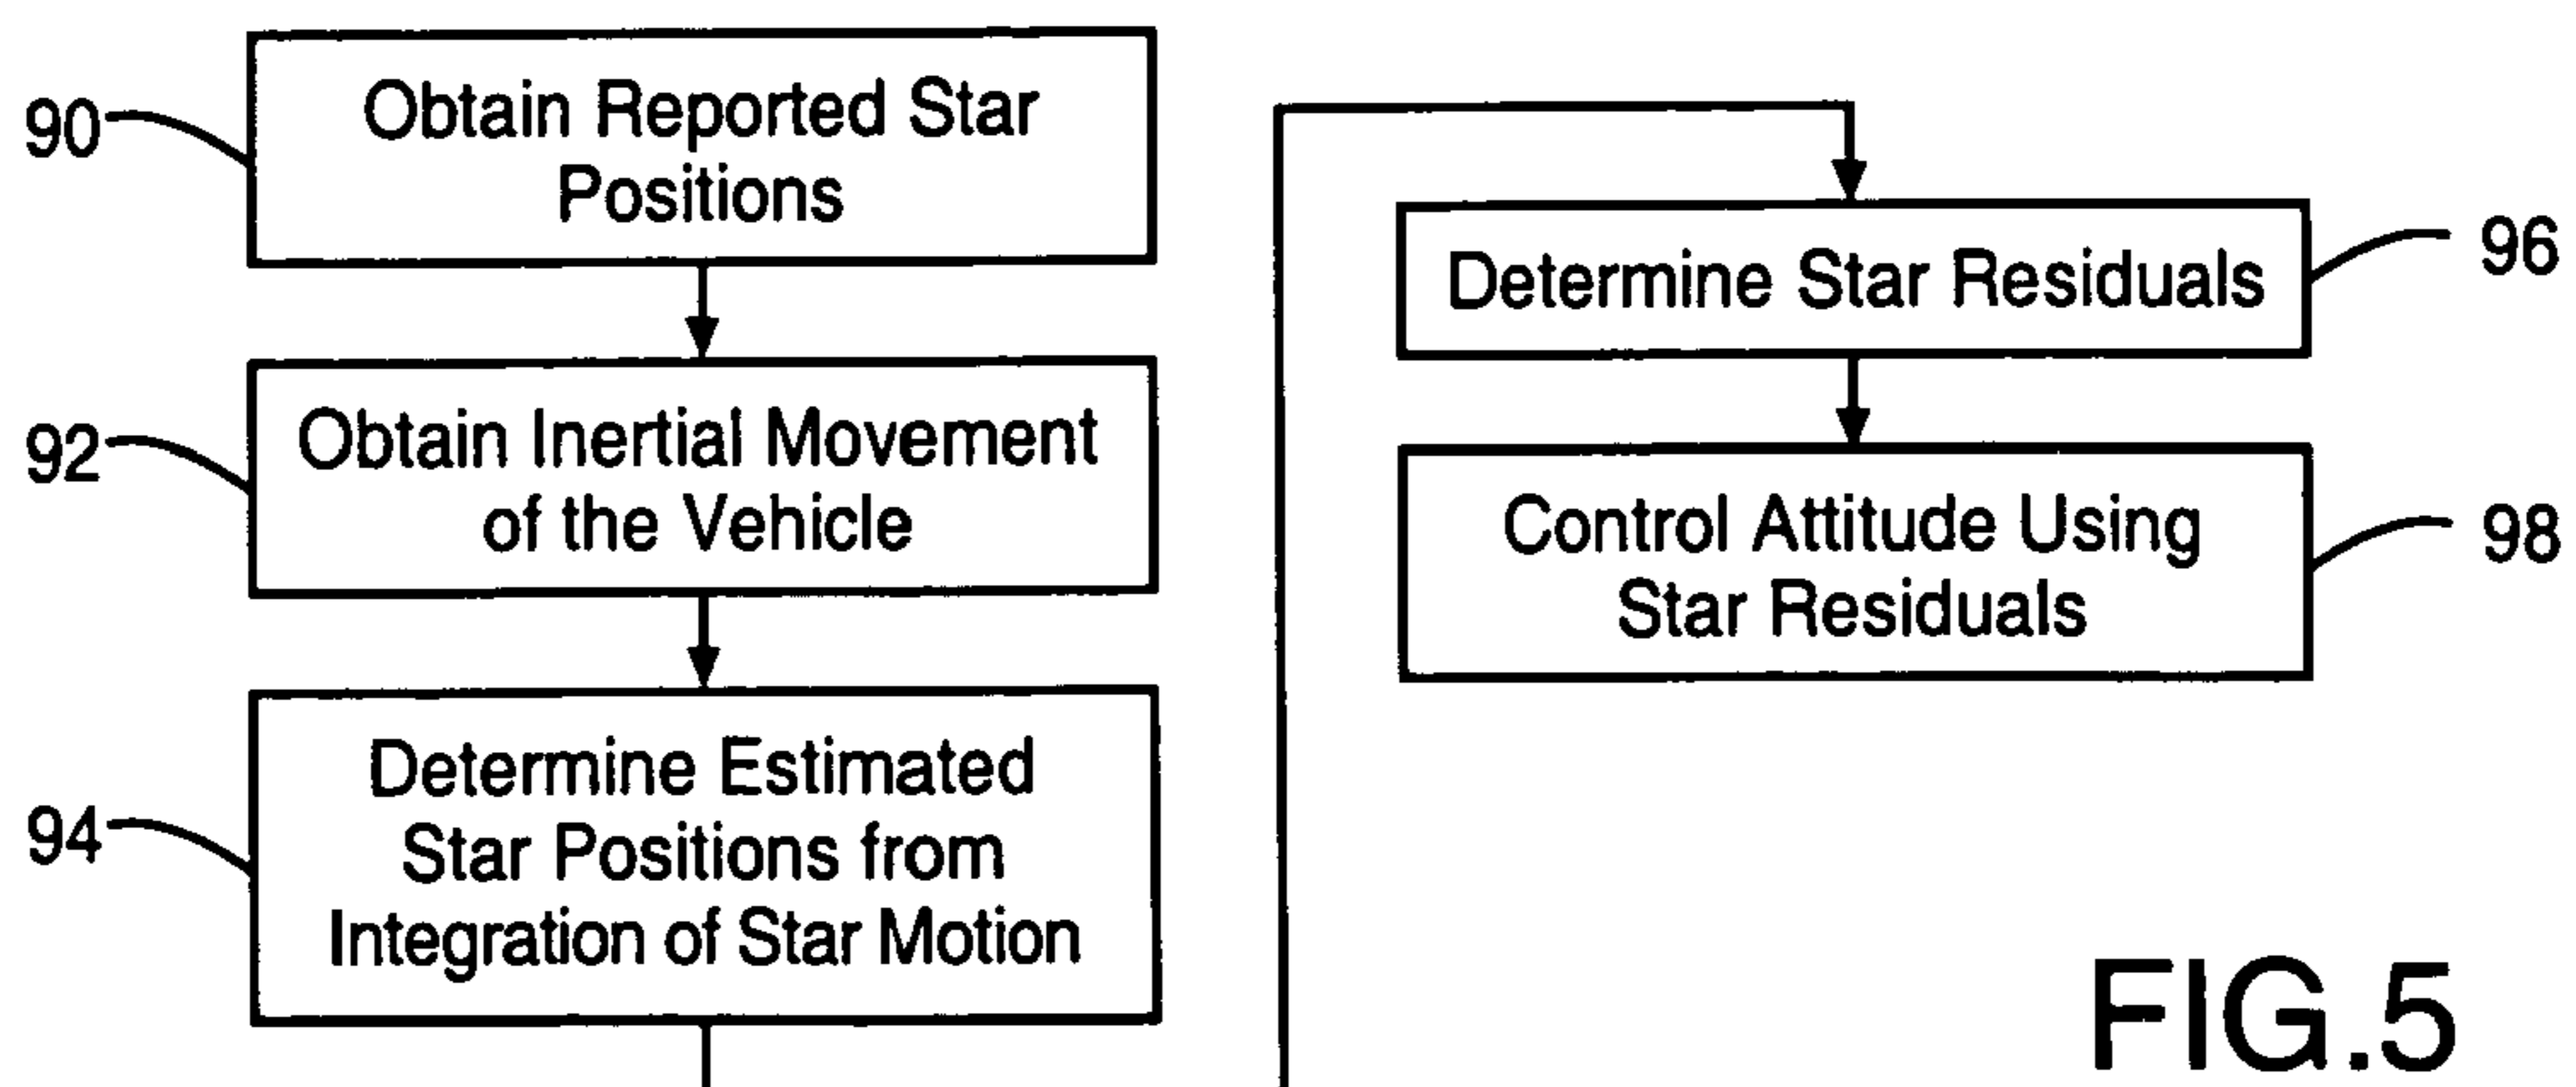 90
Obtain Reported Star
Positions
92
Obtain Inertial Movement
of the Vehicle
94
Determine Estimated
Star Positions from
Integration of Star Motion
Determine Star Residuals
96
Control Attitude Using
Star Residuals
98
FIG.5